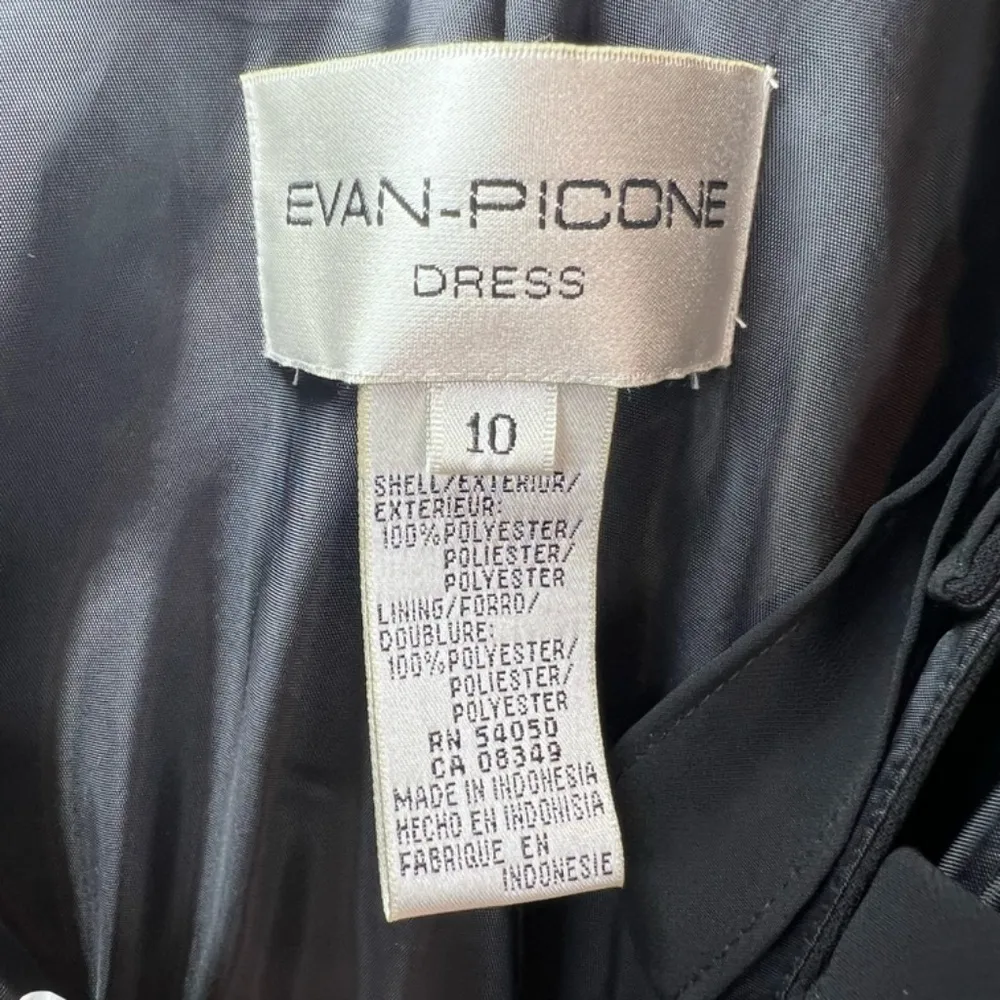 EVAN-PICONE
DRESS
10
SHELL/EXTERIOR/
EXTERIEUR:
100% POLYESTER/
POLIESTER/
POLYESTER
LINING/FORRO/
DOUBLURE:
100% POLYESTER/
POLIESTER/
POLYESTER
RN 54050
CA 08349
MADE IN INDONESIA
HECHO EN INDONISIA
FABRIQUE EN
INDONESIE